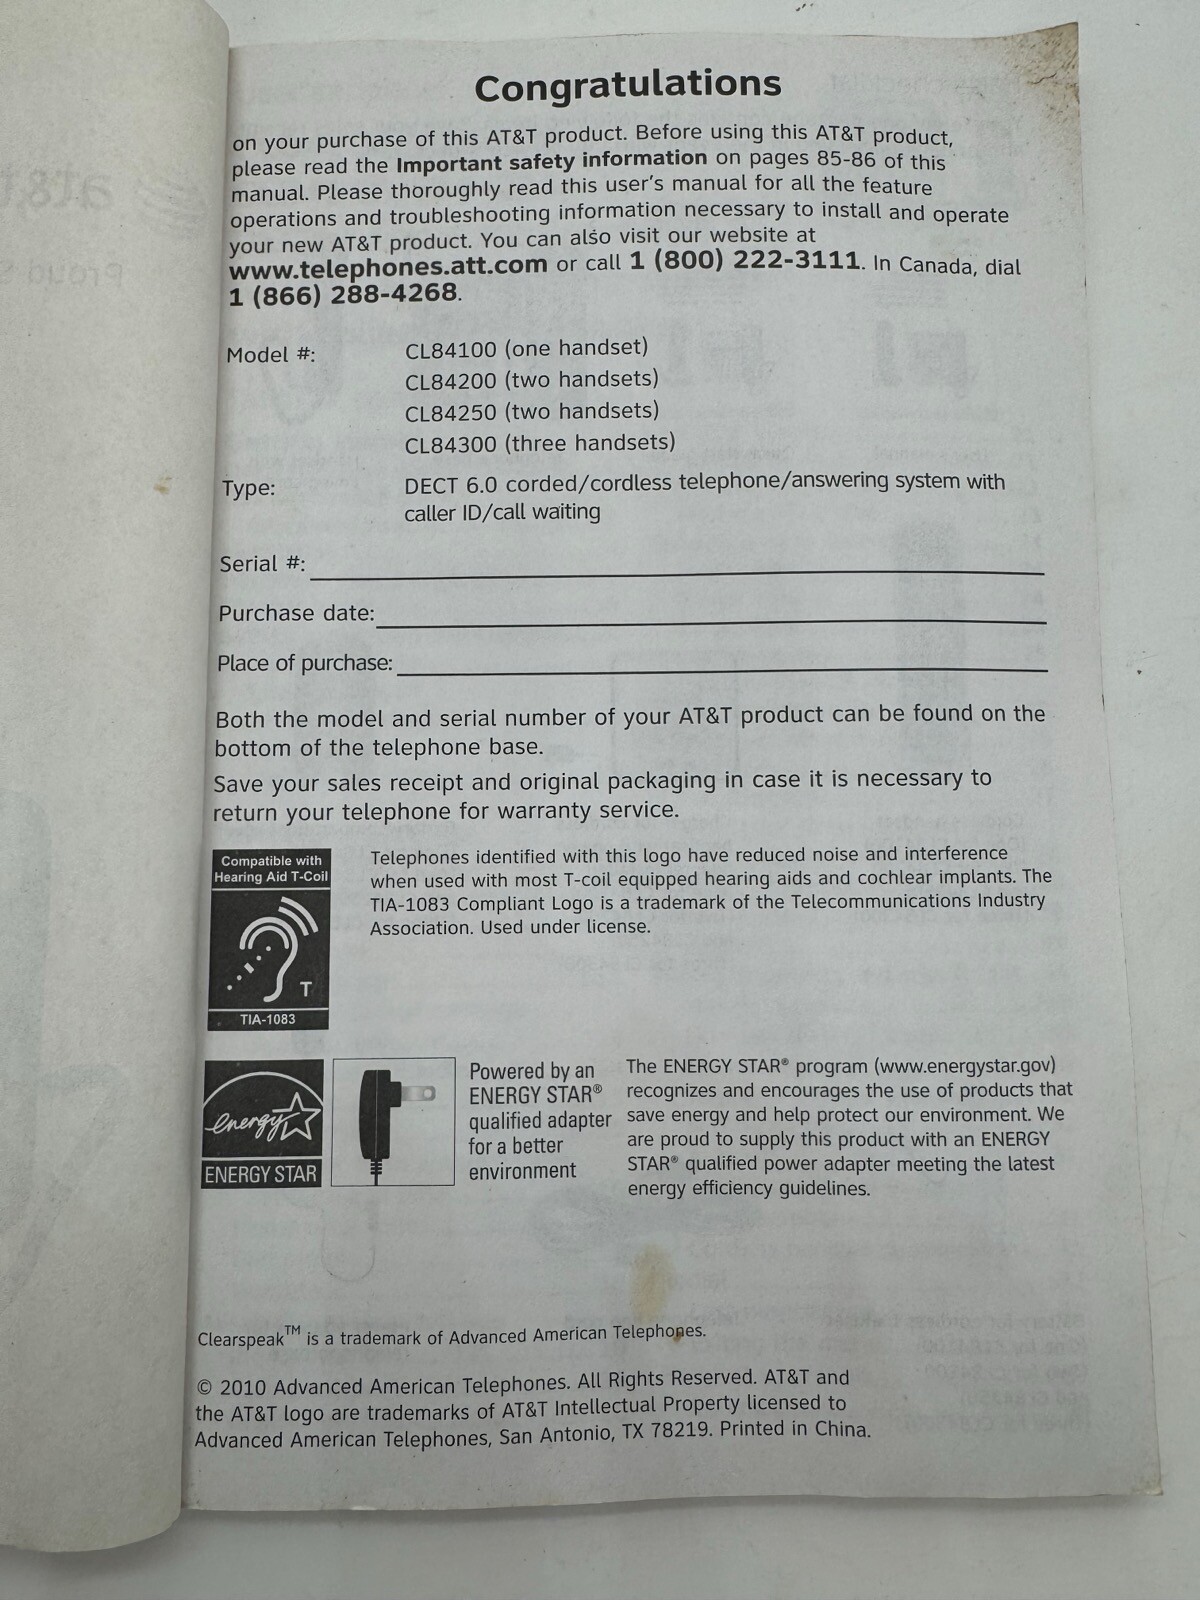 Congratulations
on your purchase of this AT&T product. Before using this AT&T product,
please read the Important safety information on pages 85-86 of this
manual. Please thoroughly read this user's manual for all the feature
operations and troubleshooting information necessary to install and operate
your new AT&T product. You can also visit our website at
www.telephones.att.com or call 1 (800) 222-3111. In Canada, dial
1 (866) 288-4268.
Model #: CL84100 (one handset)
CL84200 (two handsets)
CL84250 (two handsets)
CL84300 (three handsets)
Type: DECT 6.0 corded/cordless telephone/answering system with
caller ID/call waiting
Serial #:
Purchase date:
Place of purchase:
Both the model and serial number of your AT&T product can be found on the
bottom of the telephone base.
Save your sales receipt and original packaging in case it is necessary to
return your telephone for warranty service.
Compatible with
Hearing Aid T-Coil
T
TIA-1083
Telephones identified with this logo have reduced noise and interference
when used with most T-coil equipped hearing aids and cochlear implants. The
TIA-1083 Compliant Logo is a trademark of the Telecommunications Industry
Association. Used under license.
energy
ENERGY STAR
Powered by an
ENERGY STAR®
qualified adapter
for a better
environment
The ENERGY STAR® program (www.energystar.gov)
recognizes and encourages the use of products that
save energy and help protect our environment. We
are proud to supply this product with an ENERGY
STAR® qualified power adapter meeting the latest
energy efficiency guidelines.
Clearspeak™ is a trademark of Advanced American Telephones.
© 2010 Advanced American Telephones. All Rights Reserved. AT&T and
the AT&T logo are trademarks of AT&T Intellectual Property licensed to
Advanced American Telephones, San Antonio, TX 78219. Printed in China.